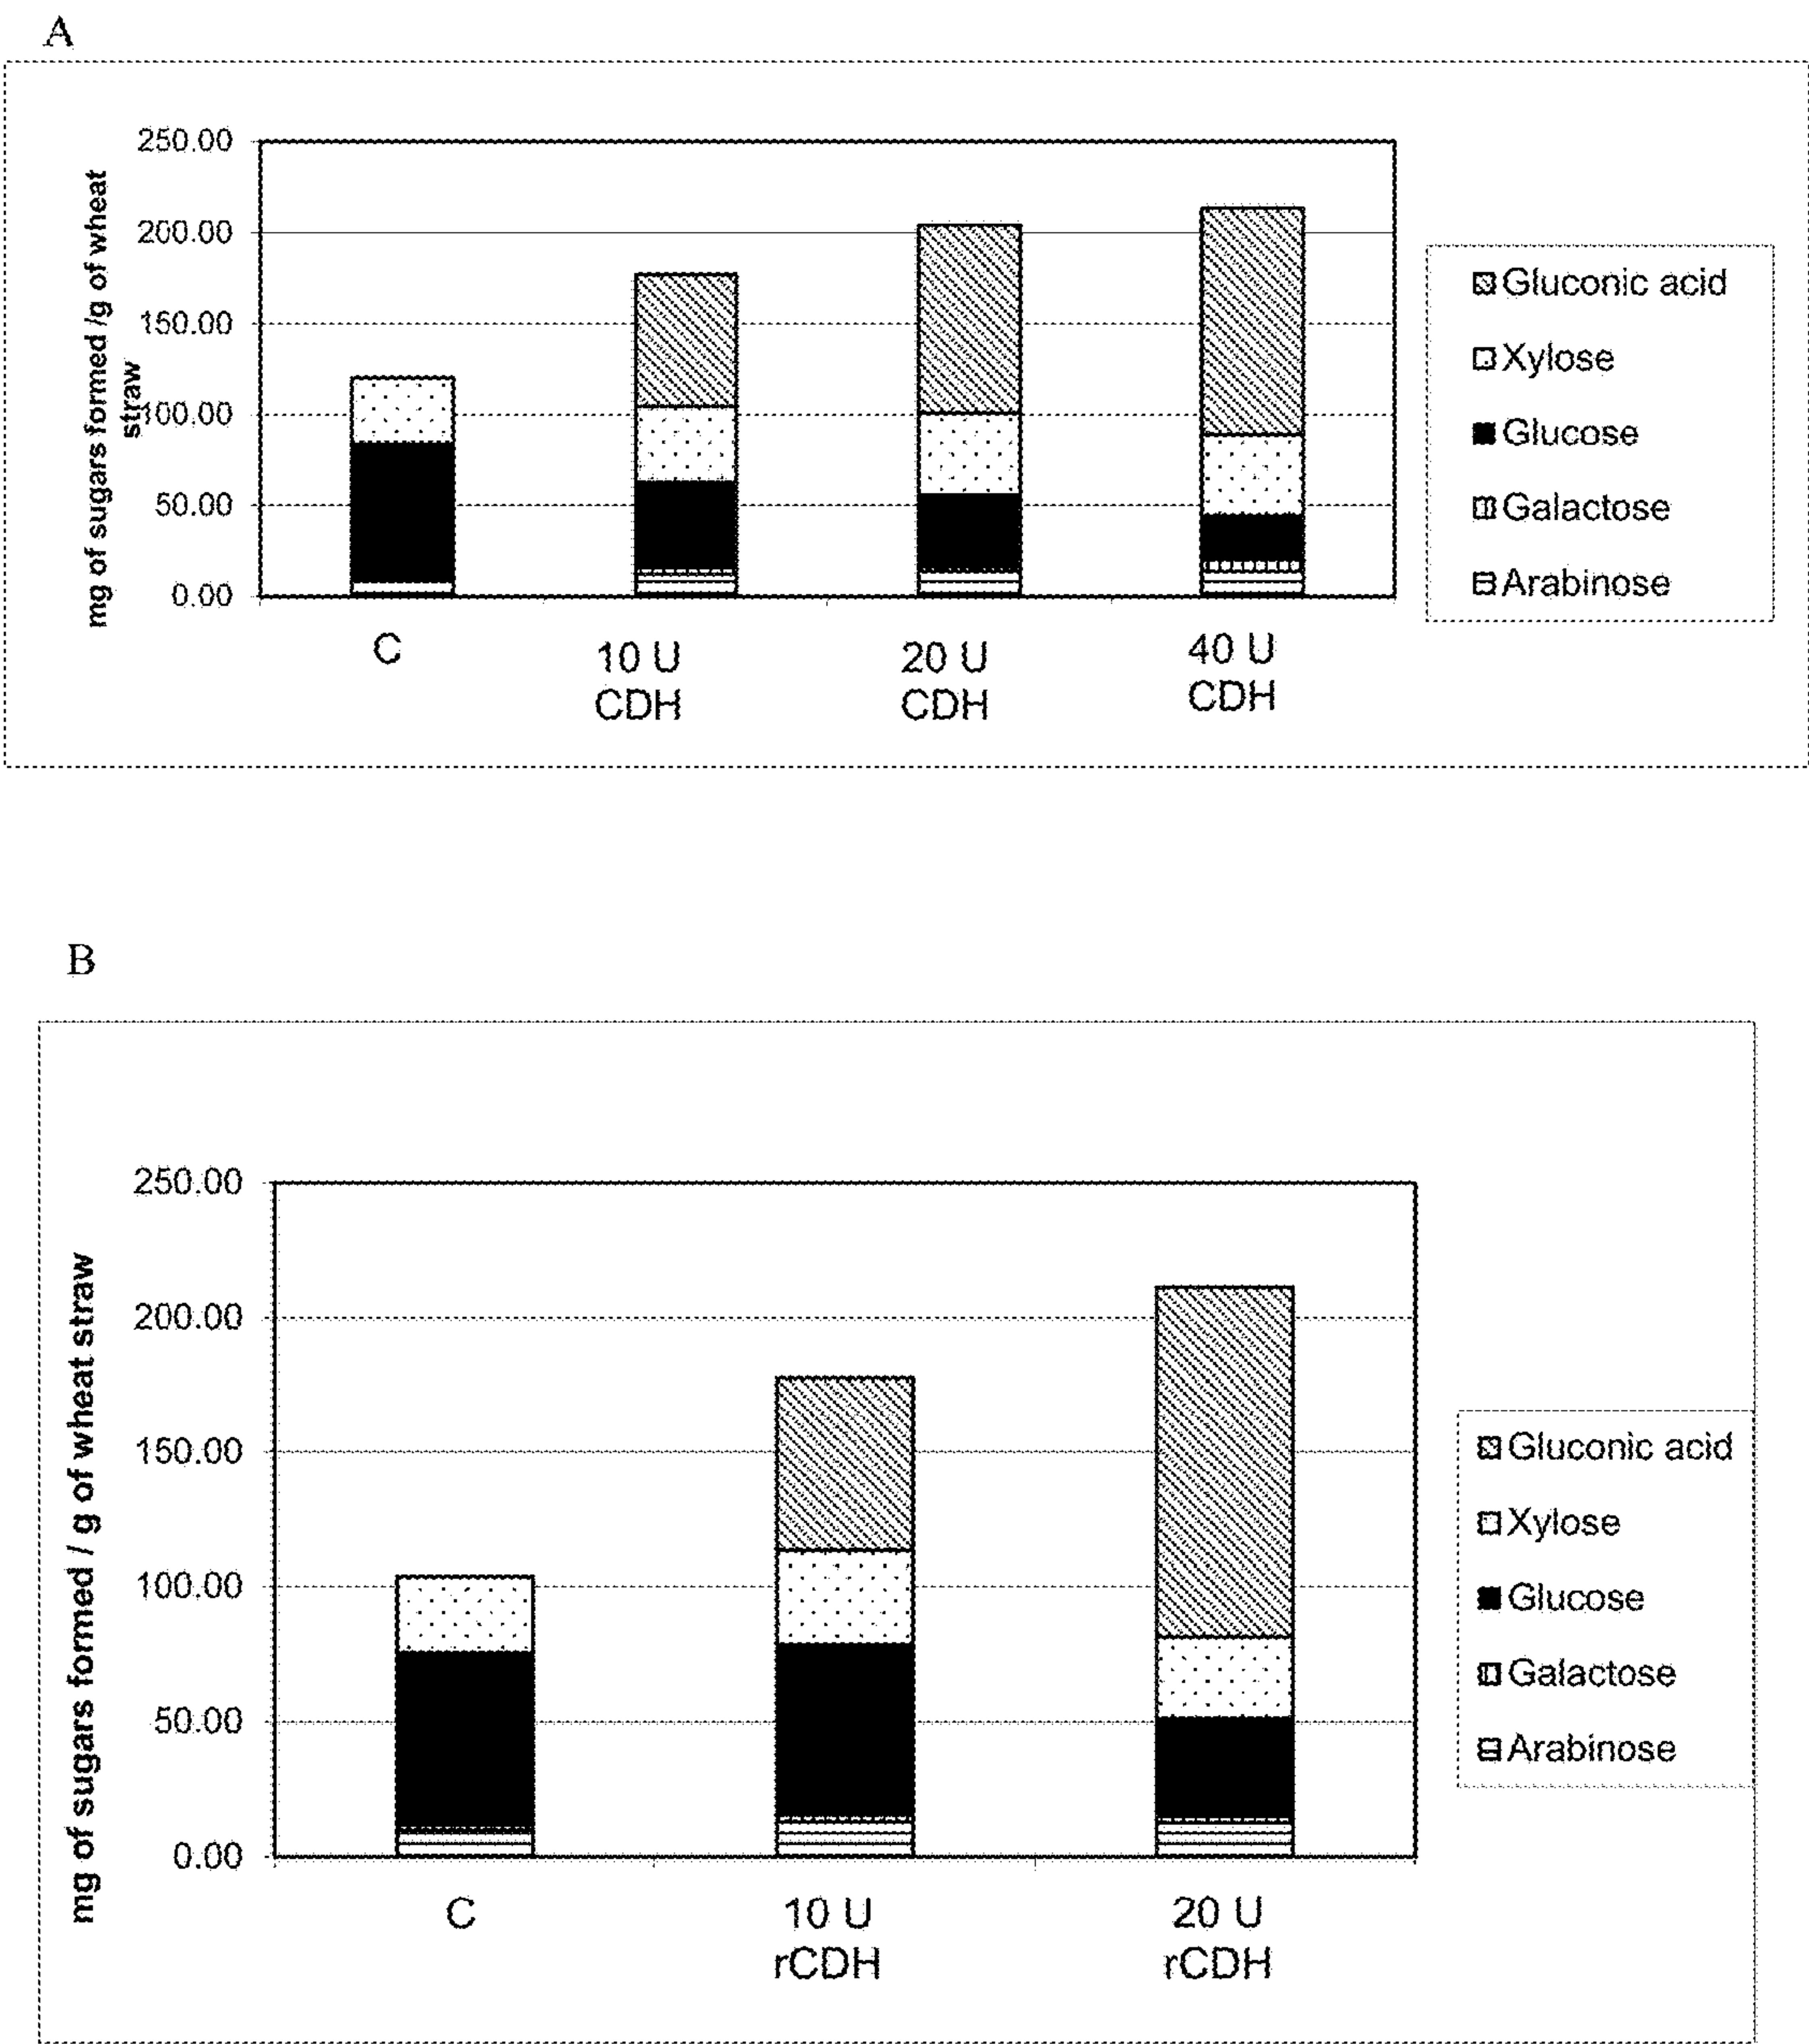 A
250.00
200.00
150.00
100.00
50.00
0.00
mg of sugars formed /g of wheat
straw
C
10 U
CDH
20 U
CDH
40 U
CDH
Gluconic acid
Xylose
Glucose
Galactose
Arabinose
B
250.00
200.00
150.00
100.00
50.00
0.00
mg of sugars formed / g of wheat straw
C
10 U
rCDH
20 U
rCDH
Gluconic acid
Xylose
Glucose
Galactose
Arabinose